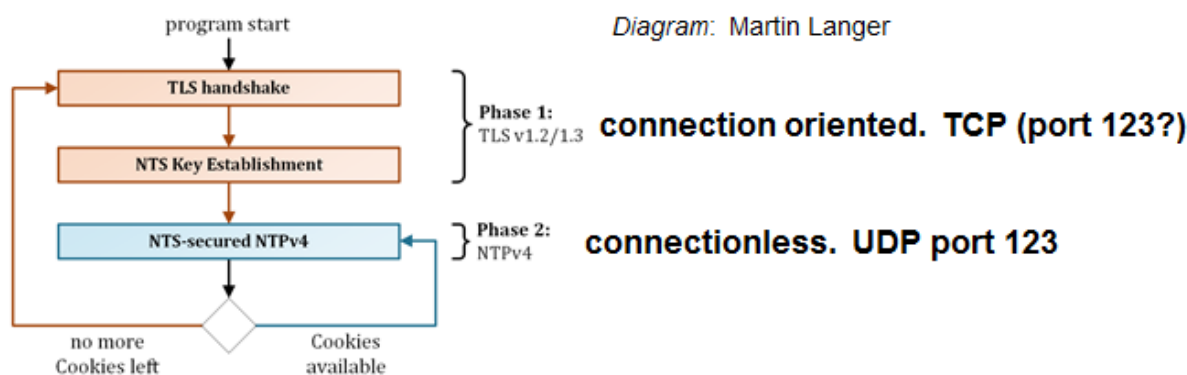 program start
Diagram: Martin Langer
TLS handshake
Phase 1:
TLS v1.2/1.3
connection oriented. TCP (port 123?)
NTS Key Establishment
NTS-secured NTPv4
Phase 2:
NTPv4
connectionless. UDP port 123
no more
Cookies left
Cookies
available